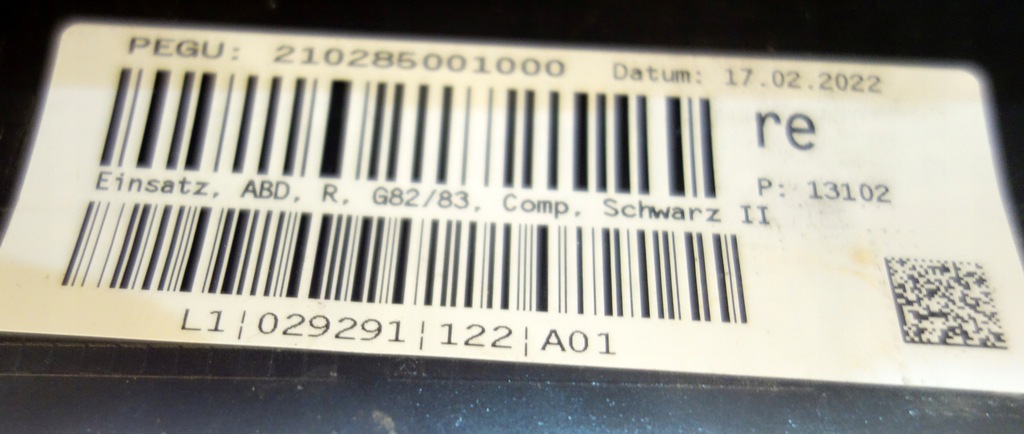 PEGU: 210285001000 Datum: 17.02.2022
re
Einsatz, ABD, R, G82/83, Comp, Schwarz II
P: 13102
L1¦029291¦122¦A01